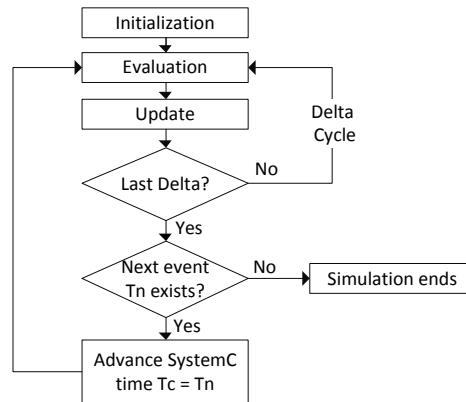 Initialization
Evaluation
Update
Delta
Cycle
Last Delta?
No
Yes
Next event
Tn exists?
No
Simulation ends
Yes
Advance SystemC
time Tc = Tn